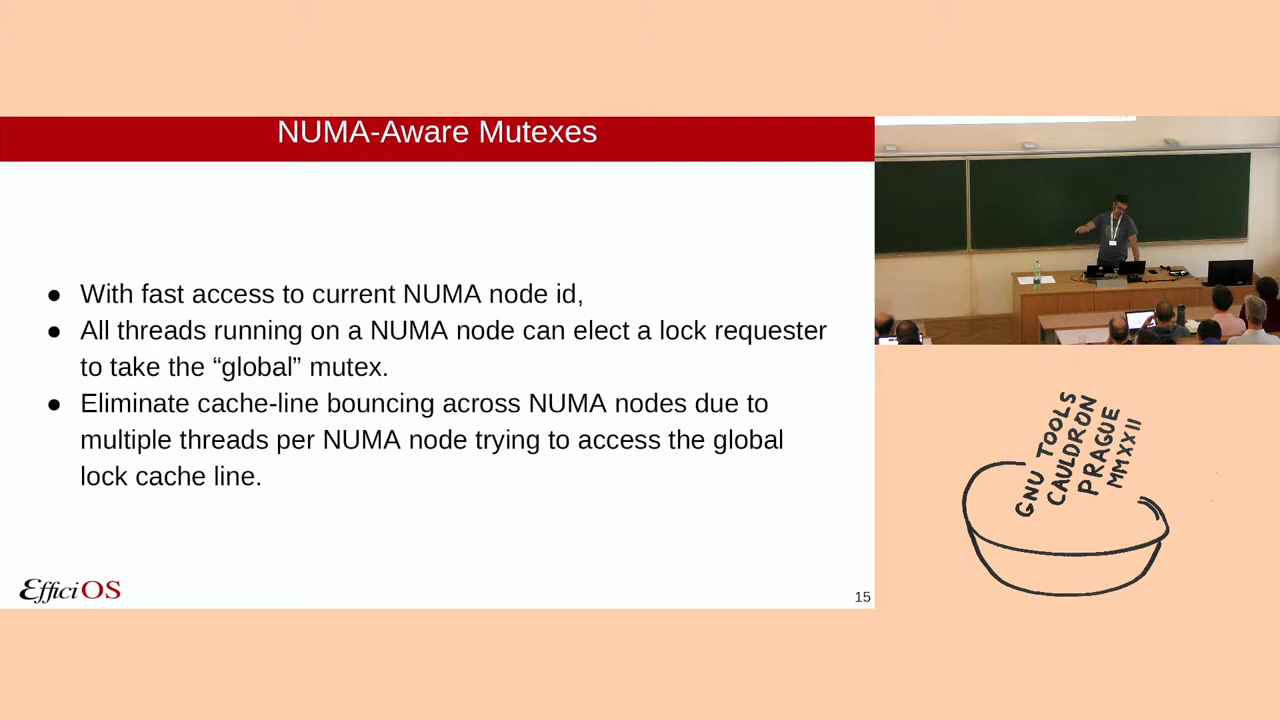 NUMA-Aware Mutexes
● With fast access to current NUMA node id,
● All threads running on a NUMA node can elect a lock requester
to take the “global” mutex.
● Eliminate cache-line bouncing across NUMA nodes due to
multiple threads per NUMA node trying to access the global
lock cache line.
EfficiOS
15
GNU TOOLS
CAULDRON
PRAGUE
MMXXII